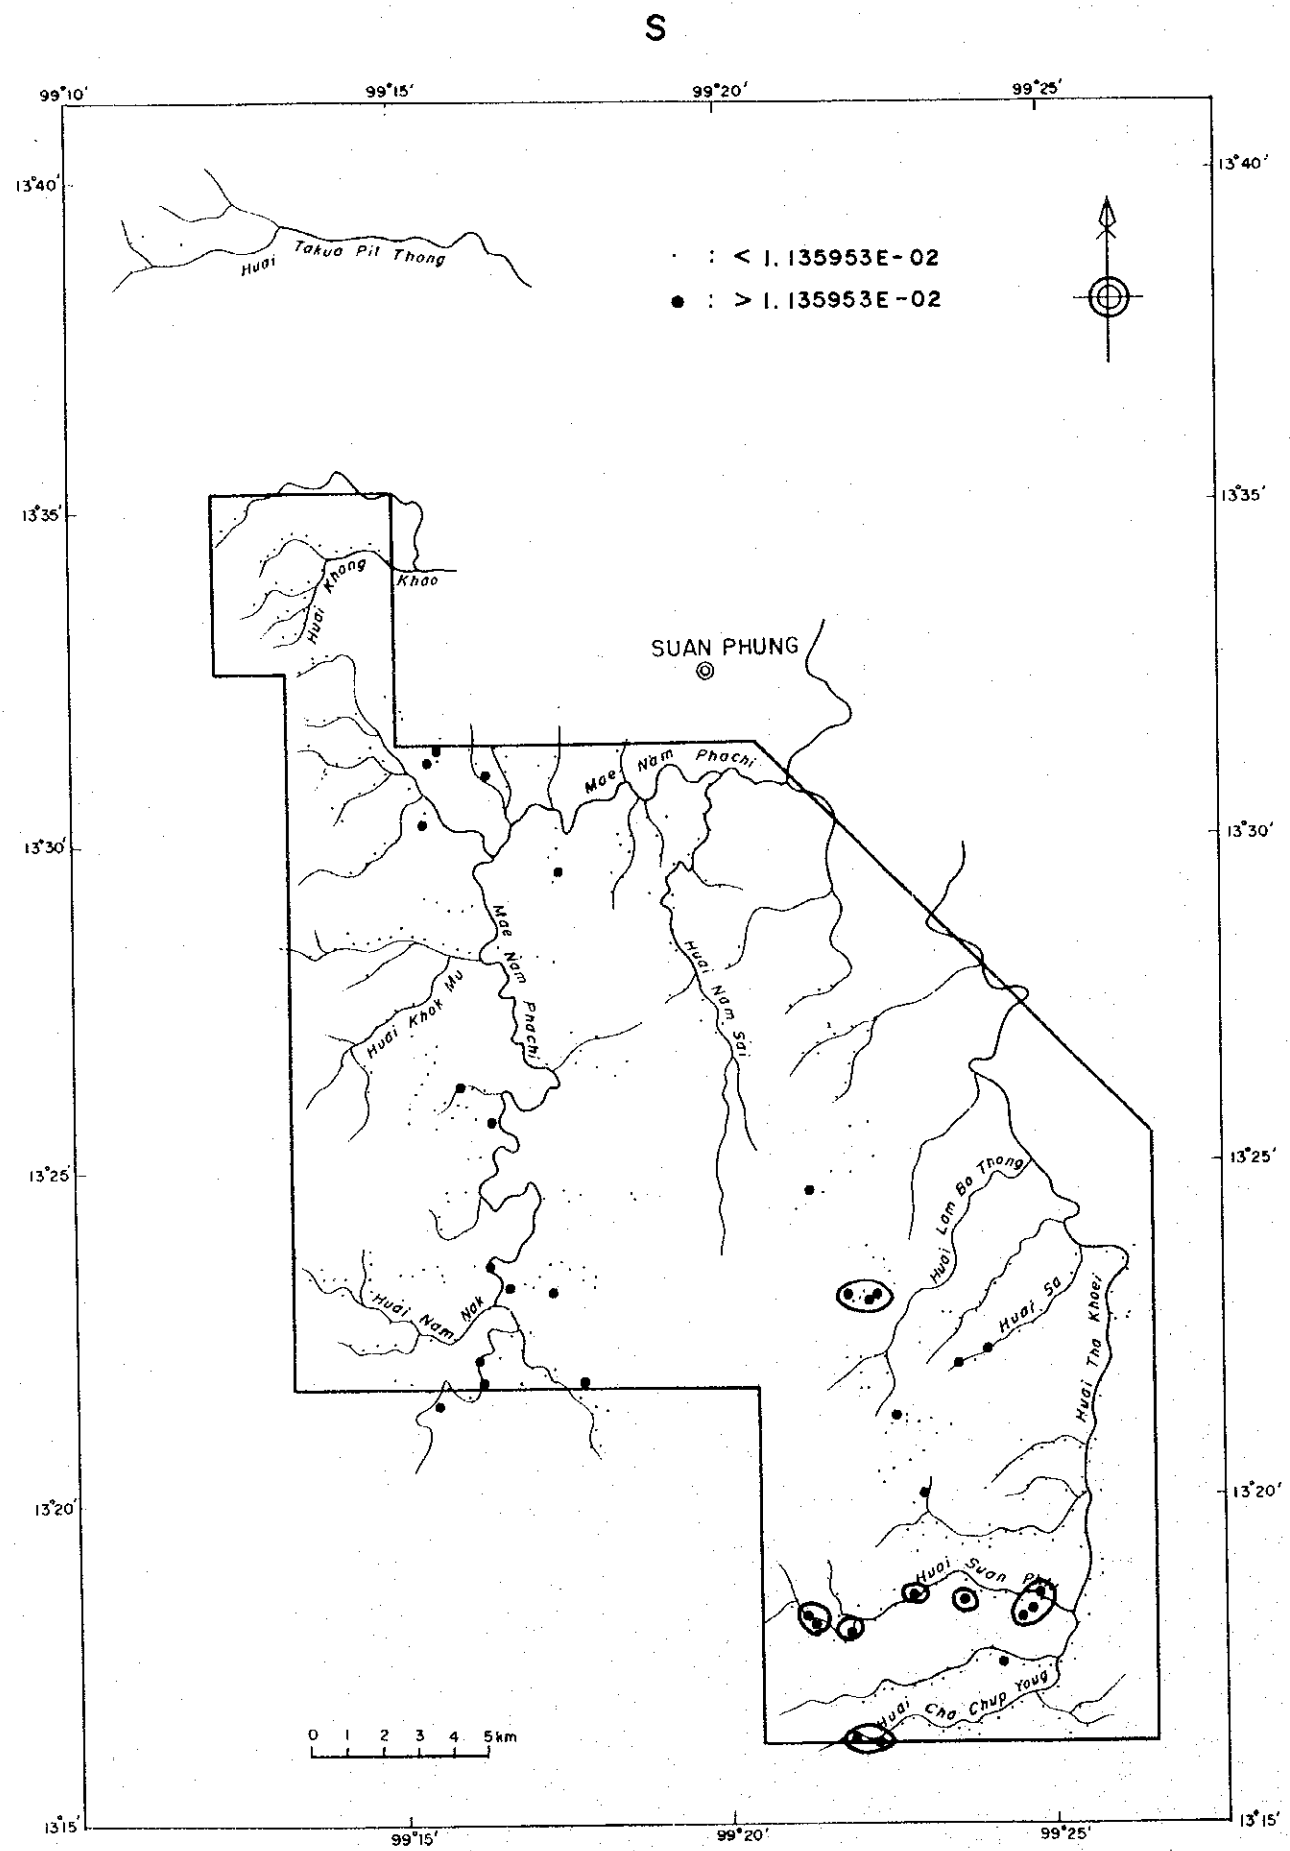 S
99°10' 99°15' 99°20' 99°25'
13°40' 13°40'
Huai Takua Pit Thong
· : < 1.135953E-02
● : > 1.135953E-02
13°35' 13°35'
Huai Khang Khao
SUAN PHUNG
Mae Nam Phachi
13°30' 13°30'
Mae Nam Phachi
Huai Nam Sai
Huai Khok Mu
13°25' 13°25'
Huai Lam Bo Thong
Huai Sa
Huai Tha Khoei
Huai Nam Nak
13°20' 13°20'
Huai Suan
Huai Cha Chup Youg
0 1 2 3 4 5km
13°15' 13°15'
99°15' 99°20' 99°25'